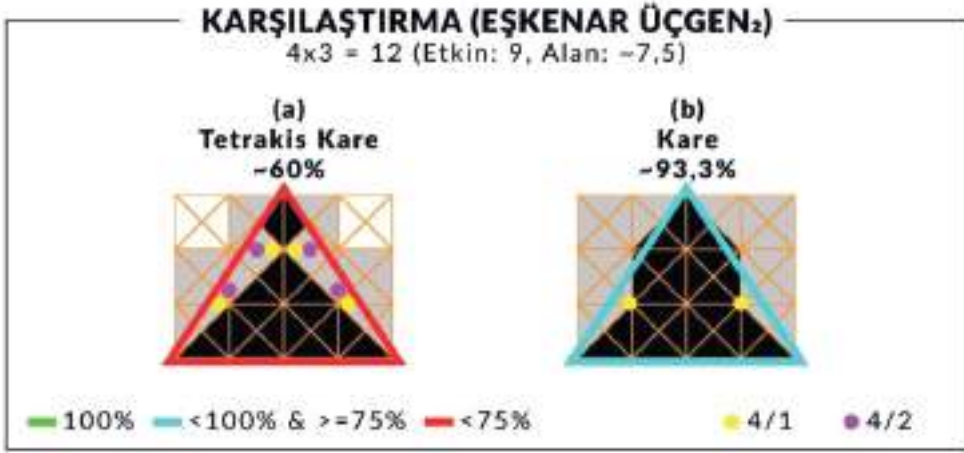 KARŞILAŞTIRMA (EŞKENAR ÜÇGEN₂)
4x3 = 12 (Etkin: 9, Alan: ~7,5)
(a)
Tetrakis Kare
~60%
(b)
Kare
~93,3%
100% <100% & >=75% <75% 4/1 4/2